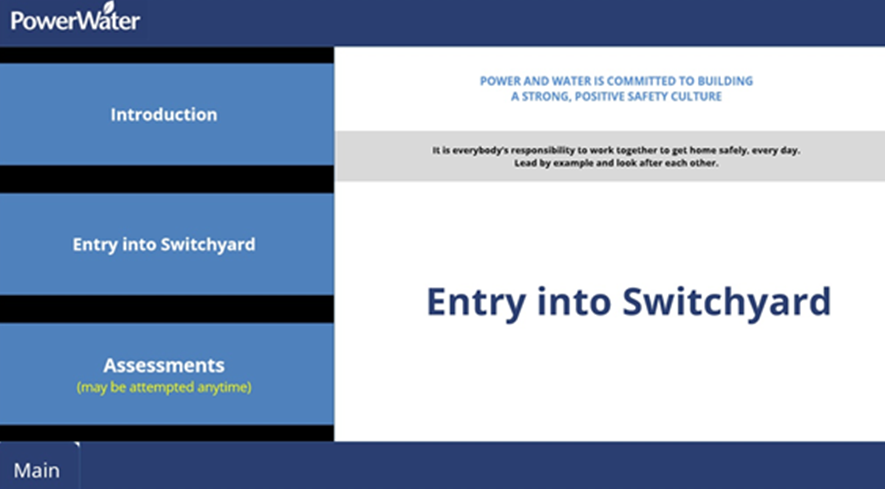 PowerWater
Introduction
Entry into Switchyard
Assessments
(may be attempted anytime)
POWER AND WATER IS COMMITTED TO BUILDING
A STRONG, POSITIVE SAFETY CULTURE
It is everybody's responsibility to work together to get home safely, every day.
Lead by example and look after each other.
Entry into Switchyard
Main